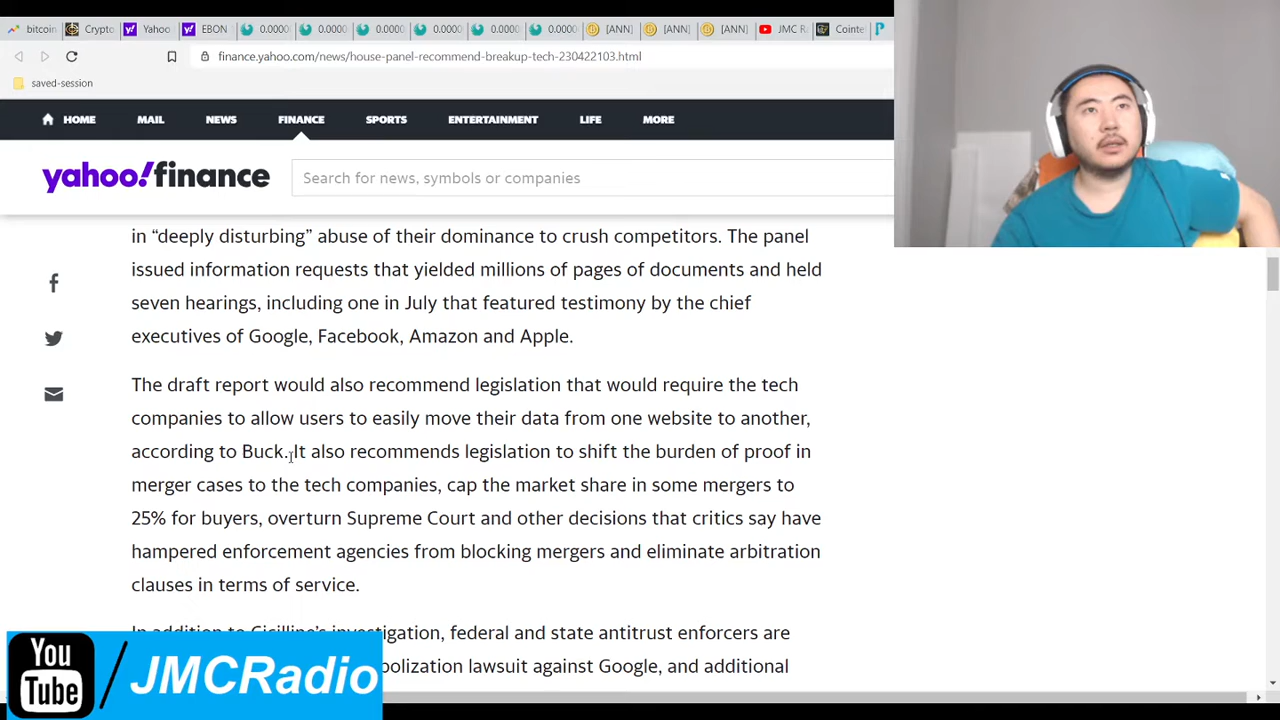 bitcoin Crypto Yahoo EBON 0.0000 0.0000 0.0000 0.0000 0.0000 0.0000 [ANN] [ANN] [ANN] JMC R Cointe
finance.yahoo.com/news/house-panel-recommend-breakup-tech-230422103.html
saved-session
HOME MAIL NEWS FINANCE SPORTS ENTERTAINMENT LIFE MORE
yahoo!finance Search for news, symbols or companies
in “deeply disturbing” abuse of their dominance to crush competitors. The panel
issued information requests that yielded millions of pages of documents and held
seven hearings, including one in July that featured testimony by the chief
executives of Google, Facebook, Amazon and Apple.
The draft report would also recommend legislation that would require the tech
companies to allow users to easily move their data from one website to another,
according to Buck. It also recommends legislation to shift the burden of proof in
merger cases to the tech companies, cap the market share in some mergers to
25% for buyers, overturn Supreme Court and other decisions that critics say have
hampered enforcement agencies from blocking mergers and eliminate arbitration
clauses in terms of service.
In addition to Cicilline’s investigation, federal and state antitrust enforcers are
opolization lawsuit against Google, and additional
You Tube / JMCRadio